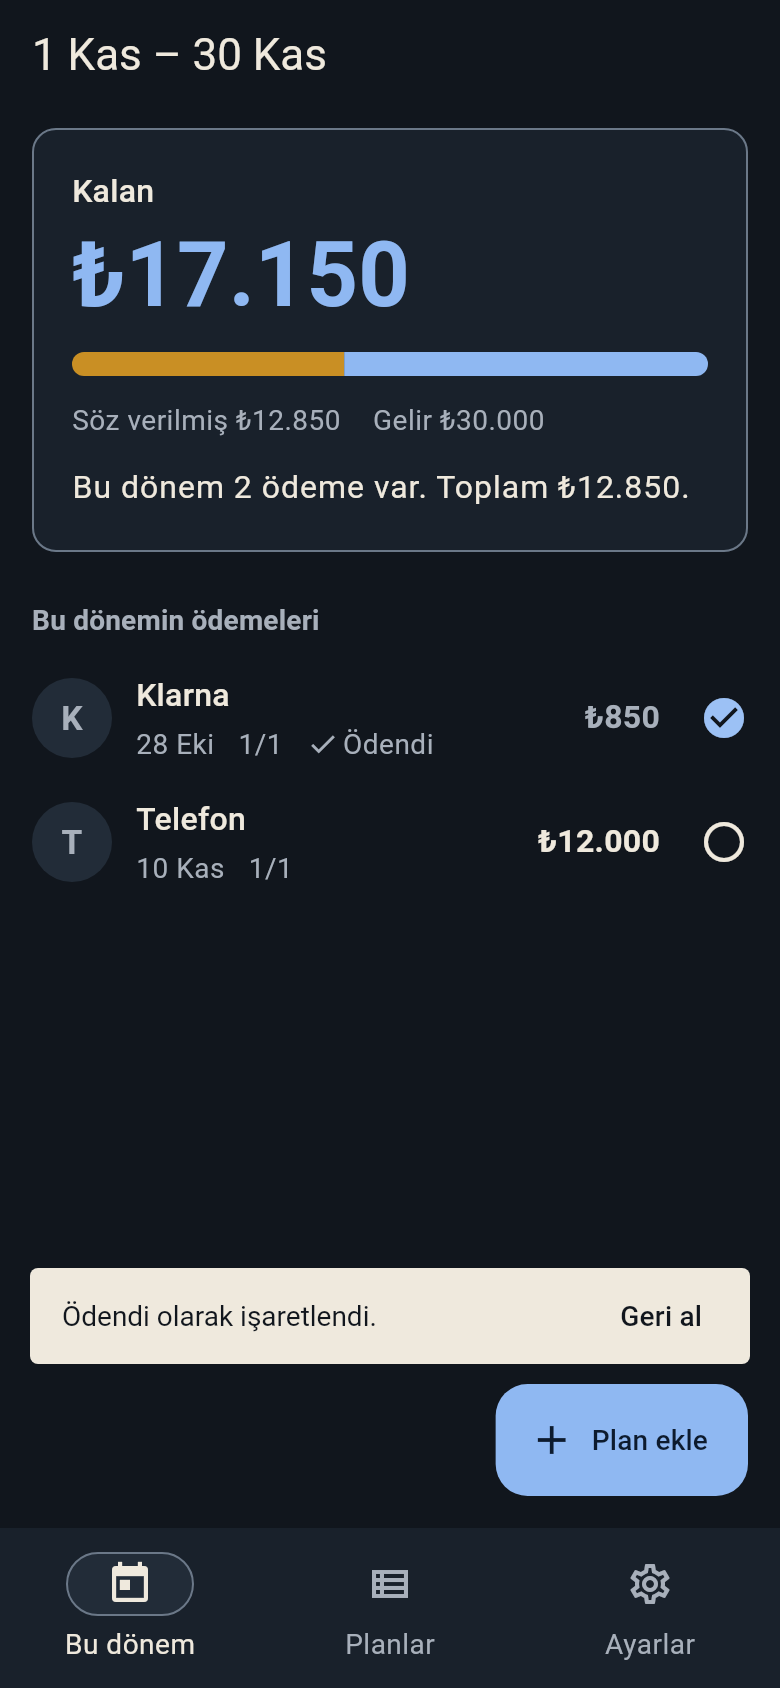 1 Kas – 30 Kas
Kalan
₺17.150
Söz verilmiş ₺12.850 Gelir ₺30.000
Bu dönem 2 ödeme var. Toplam ₺12.850.
Bu dönemin ödemeleri
K
Klarna
28 Eki 1/1 ✓ Ödendi
₺850
T
Telefon
10 Kas 1/1
₺12.000
Ödendi olarak işaretlendi. Geri al
+ Plan ekle
Bu dönem Planlar Ayarlar